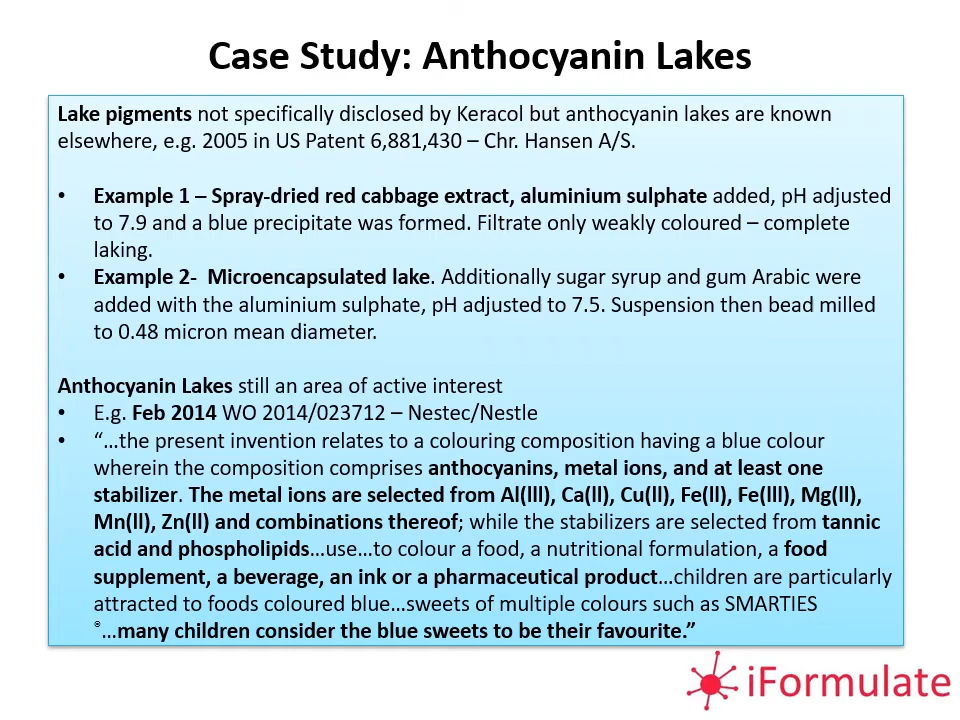 Case Study: Anthocyanin Lakes
Lake pigments not specifically disclosed by Keracol but anthocyanin lakes are known
elsewhere, e.g. 2005 in US Patent 6,881,430 – Chr. Hansen A/S.
• Example 1 – Spray-dried red cabbage extract, aluminium sulphate added, pH adjusted
to 7.9 and a blue precipitate was formed. Filtrate only weakly coloured – complete
laking.
• Example 2- Microencapsulated lake. Additionally sugar syrup and gum Arabic were
added with the aluminium sulphate, pH adjusted to 7.5. Suspension then bead milled
to 0.48 micron mean diameter.
Anthocyanin Lakes still an area of active interest
• E.g. Feb 2014 WO 2014/023712 – Nestec/Nestle
• “…the present invention relates to a colouring composition having a blue colour
wherein the composition comprises anthocyanins, metal ions, and at least one
stabilizer. The metal ions are selected from Al(lll), Ca(ll), Cu(ll), Fe(ll), Fe(lll), Mg(ll),
Mn(ll), Zn(ll) and combinations thereof; while the stabilizers are selected from tannic
acid and phospholipids…use…to colour a food, a nutritional formulation, a food
supplement, a beverage, an ink or a pharmaceutical product…children are particularly
attracted to foods coloured blue…sweets of multiple colours such as SMARTIES
®…many children consider the blue sweets to be their favourite.”
iFormulate